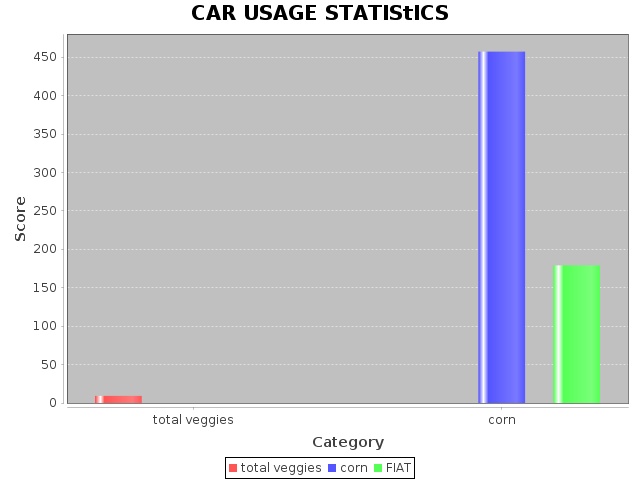 CAR USAGE STATIStICS
Score
450
400
350
300
250
200
150
100
50
0
total veggies corn
Category
total veggies corn FIAT